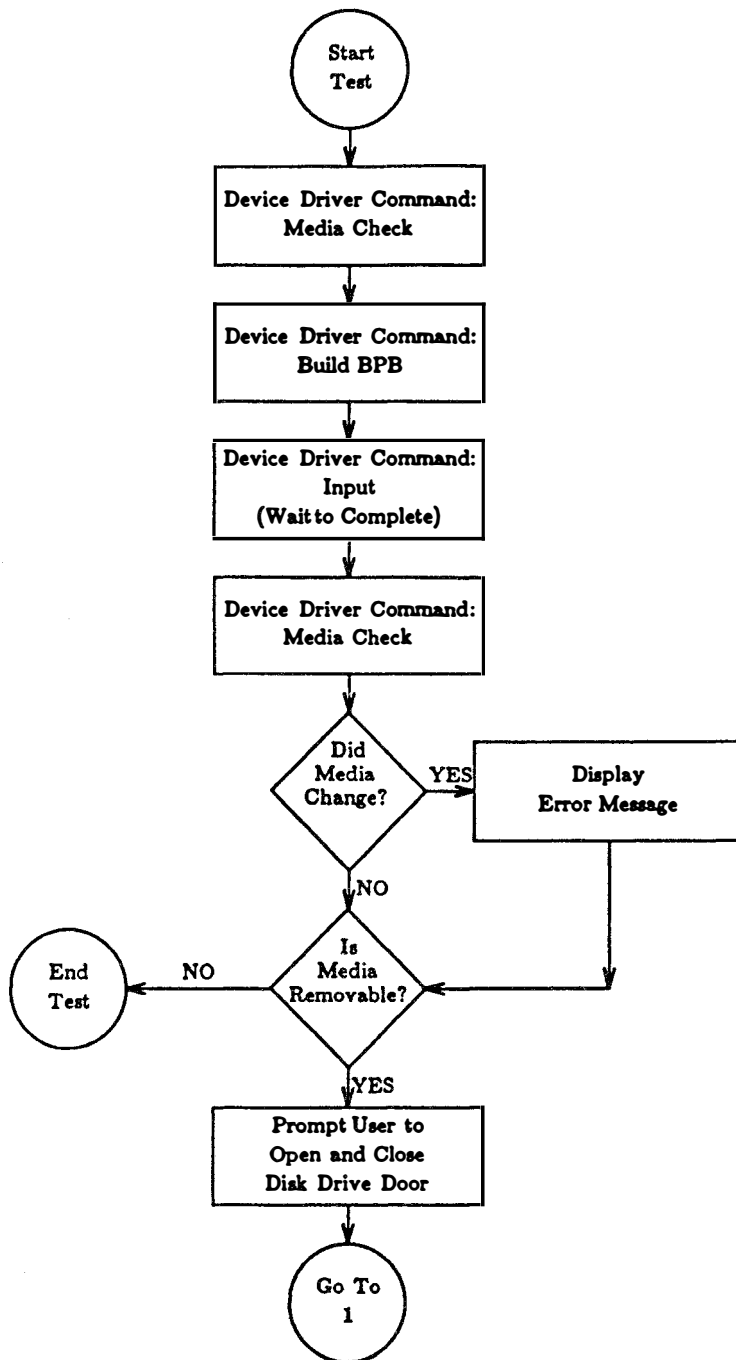 Start
Test
Device Driver Command:
Media Check
Device Driver Command:
Build BPB
Device Driver Command:
Input
(Wait to Complete)
Device Driver Command:
Media Check
Did
Media
Change?
YES
Display
Error Message
NO
Is
Media
Removable?
NO
End
Test
YES
Prompt User to
Open and Close
Disk Drive Door
Go To
1